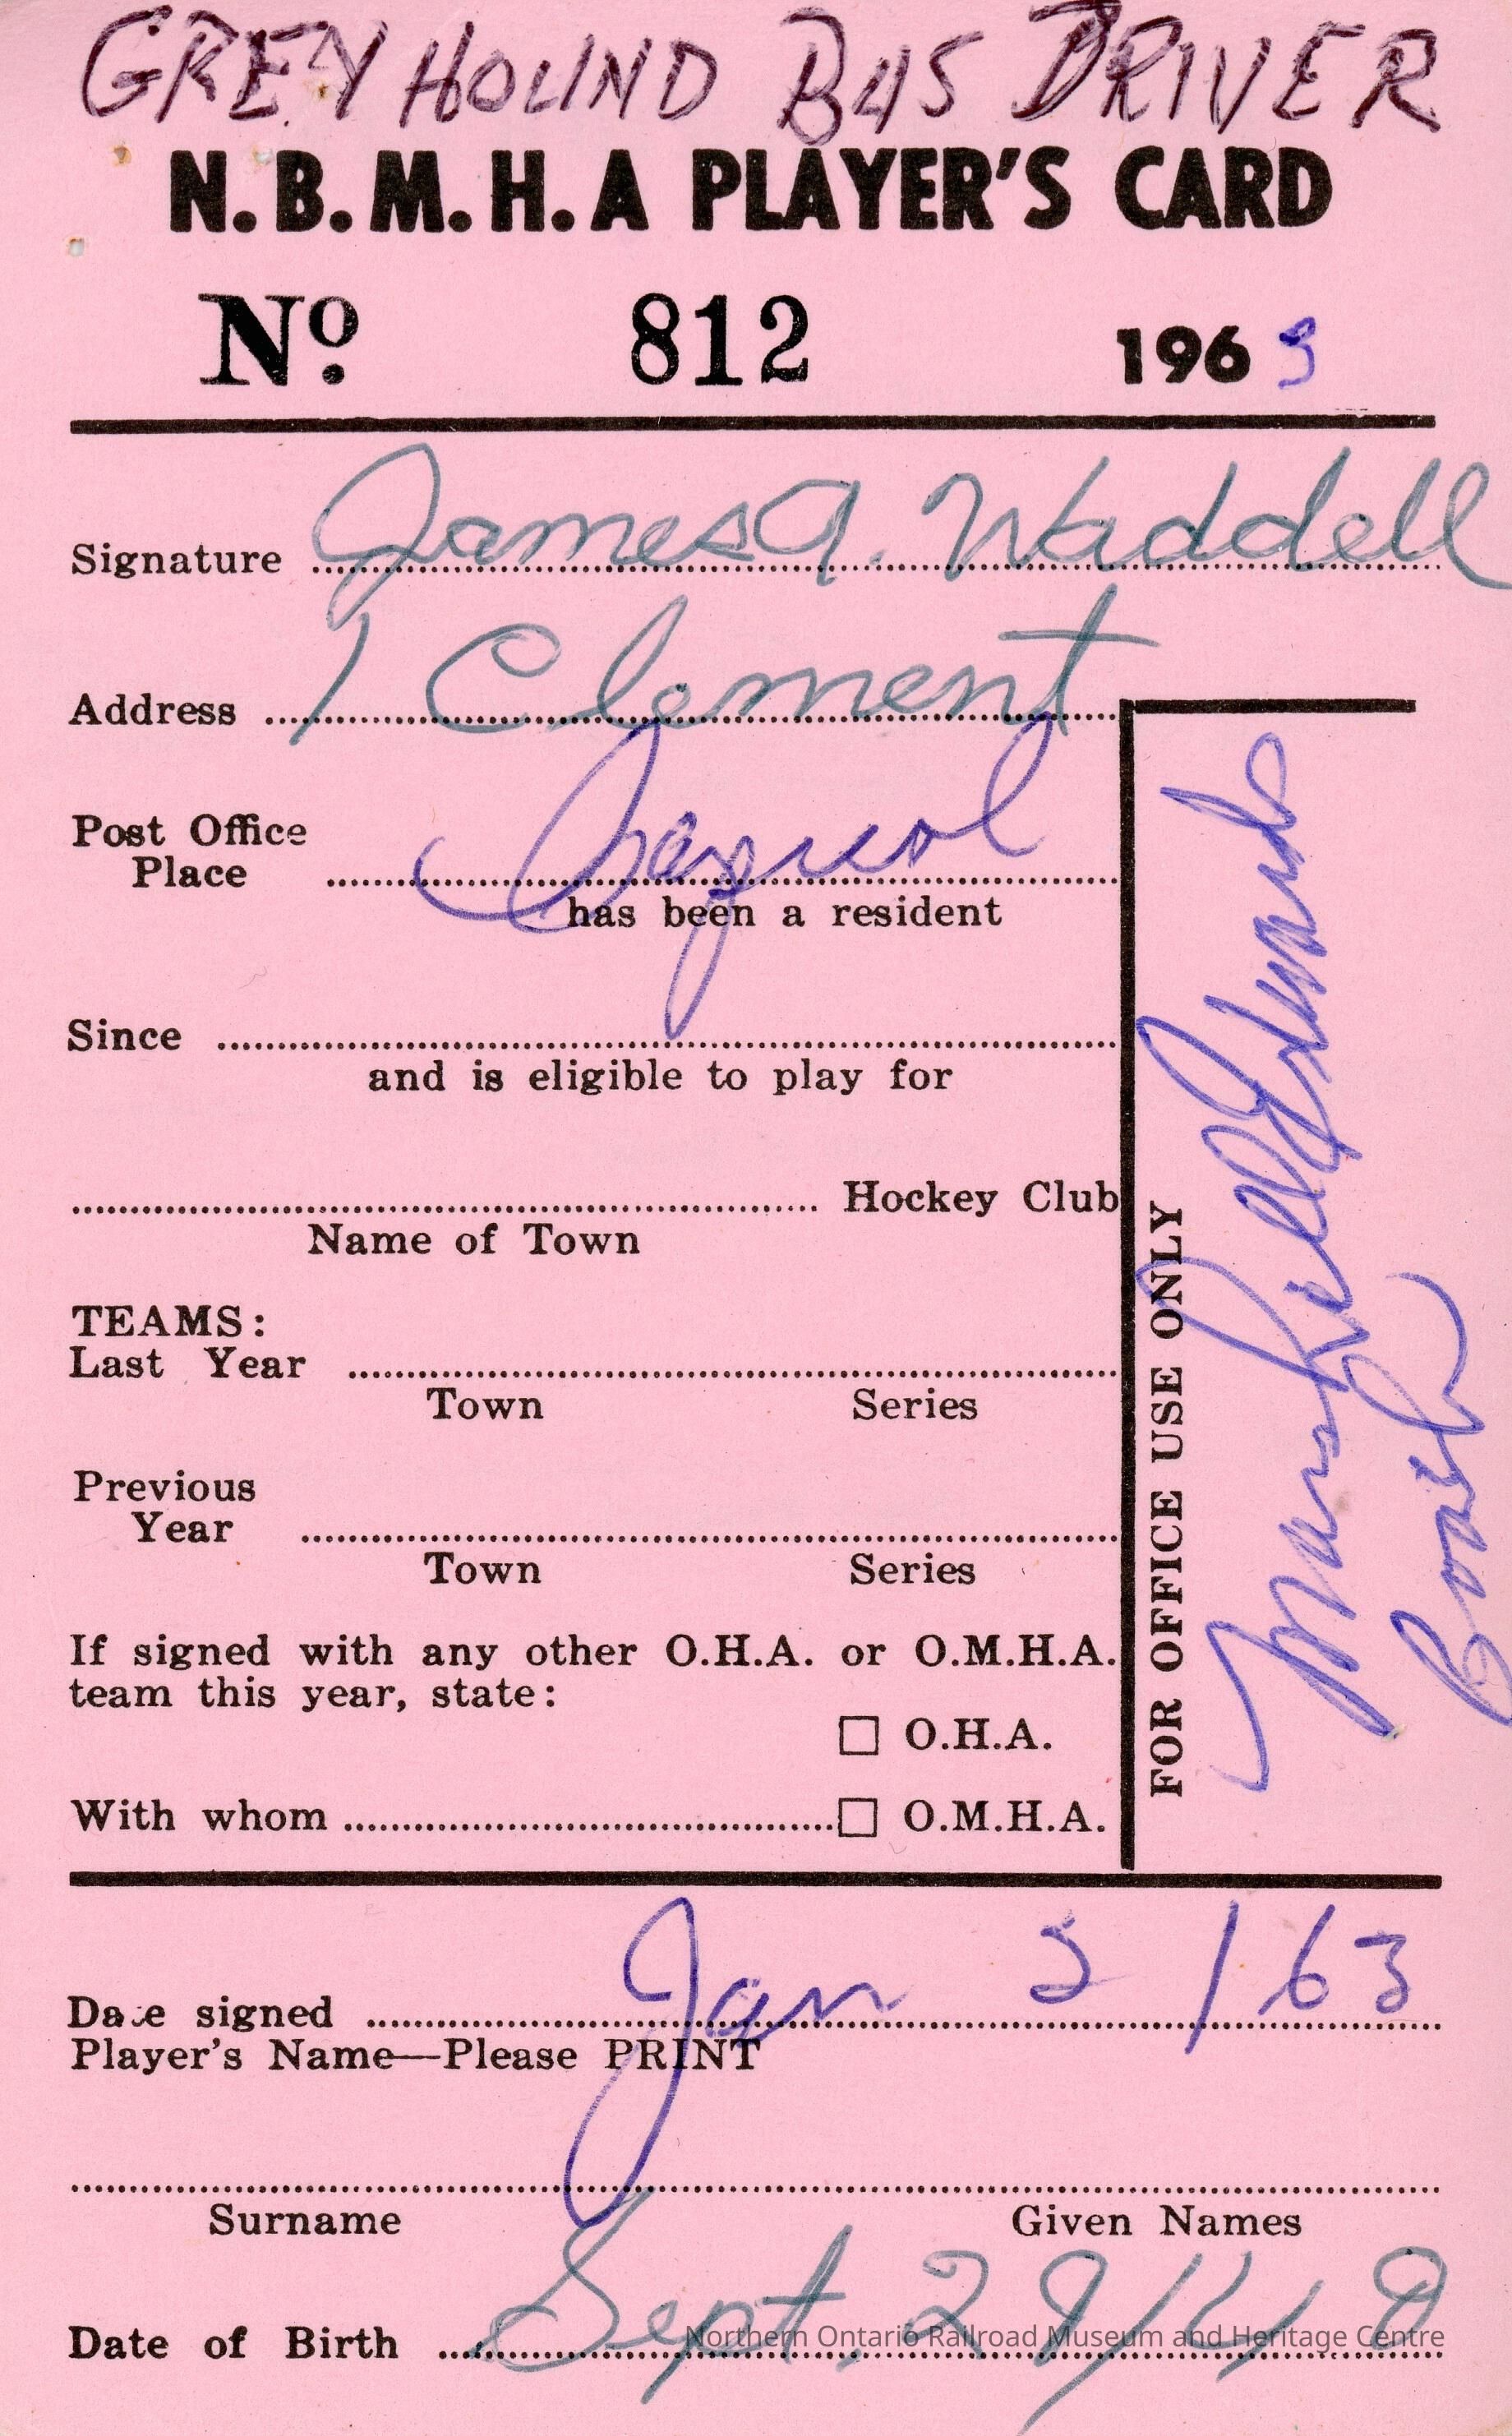 GREYHOUND BUS DRIVER
N.B.M.H.A PLAYER'S CARD
No. 812 1963
Signature James A. Waddell
Address 1 Clement
Post Office
Place Capreol
has been a resident
Since
and is eligible to play for
Hockey Club
Name of Town
TEAMS:
Last Year
Town Series
Previous
Year
Town Series
If signed with any other O.H.A. or O.M.H.A.
team this year, state:
O.H.A.
With whom O.M.H.A.
FOR OFFICE USE ONLY
Edwards
Date signed Jan 5/63
Player's Name—Please PRINT
Surname Given Names
Date of Birth Sept. 29/48
Northern Ontario Railroad Museum and Heritage Centre